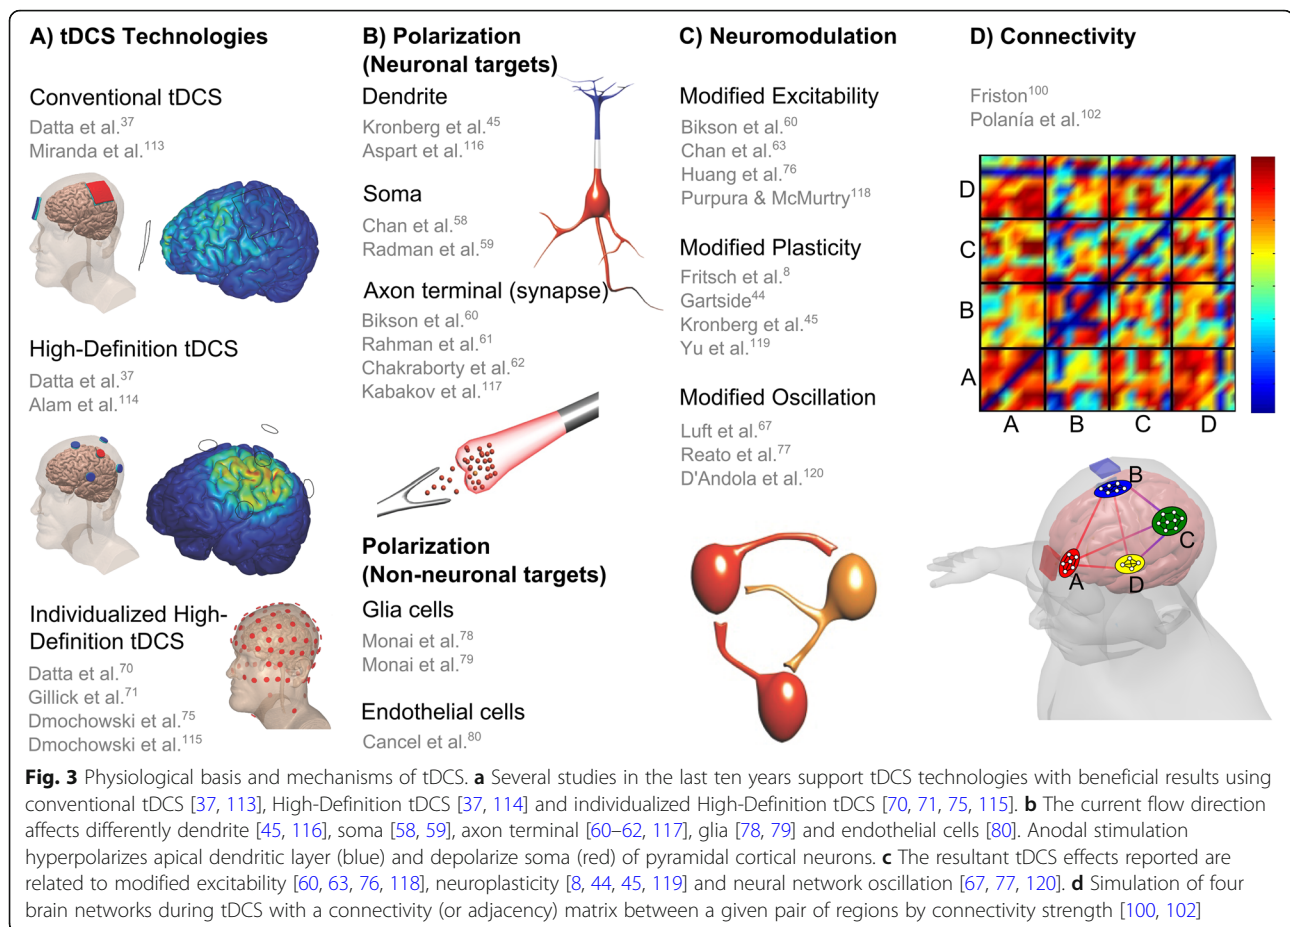 A) tDCS Technologies
Conventional tDCS
Datta et al.37
Miranda et al.113
High-Definition tDCS
Datta et al.37
Alam et al.114
Individualized High-
Definition tDCS
Datta et al.70
Gillick et al.71
Dmochowski et al.75
Dmochowski et al.115
B) Polarization
(Neuronal targets)
Dendrite
Kronberg et al.45
Aspart et al.116
Soma
Chan et al.58
Radman et al.59
Axon terminal (synapse)
Bikson et al.60
Rahman et al.61
Chakraborty et al.62
Kabakov et al.117
Polarization
(Non-neuronal targets)
Glia cells
Monai et al.78
Monai et al.79
Endothelial cells
Cancel et al.80
C) Neuromodulation
Modified Excitability
Bikson et al.60
Chan et al.63
Huang et al.76
Purpura & McMurtry118
Modified Plasticity
Fritsch et al.8
Gartside44
Kronberg et al.45
Yu et al.119
Modified Oscillation
Luft et al.67
Reato et al.77
D'Andola et al.120
D) Connectivity
Friston100
Polanía et al.102
D
C
B
A
A B C D
B
C
A
D
Fig. 3 Physiological basis and mechanisms of tDCS. a Several studies in the last ten years support tDCS technologies with beneficial results using
conventional tDCS [37, 113], High-Definition tDCS [37, 114] and individualized High-Definition tDCS [70, 71, 75, 115]. b The current flow direction
affects differently dendrite [45, 116], soma [58, 59], axon terminal [60–62, 117], glia [78, 79] and endothelial cells [80]. Anodal stimulation
hyperpolarizes apical dendritic layer (blue) and depolarize soma (red) of pyramidal cortical neurons. c The resultant tDCS effects reported are
related to modified excitability [60, 63, 76, 118], neuroplasticity [8, 44, 45, 119] and neural network oscillation [67, 77, 120]. d Simulation of four
brain networks during tDCS with a connectivity (or adjacency) matrix between a given pair of regions by connectivity strength [100, 102]